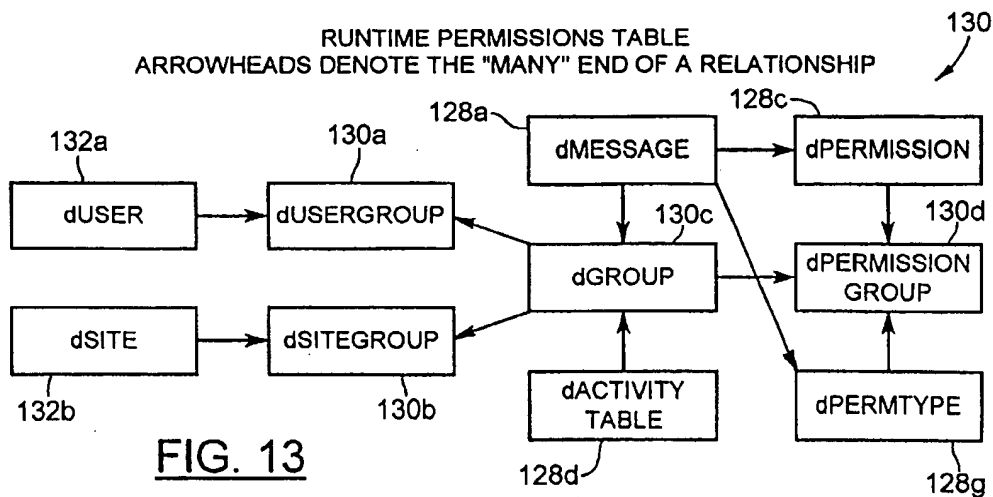 130
RUNTIME PERMISSIONS TABLE
ARROWHEADS DENOTE THE "MANY" END OF A RELATIONSHIP
128a
128c
132a
130a
dMESSAGE
dPERMISSION
dUSER
dUSERGROUP
130c
130d
dGROUP
dPERMISSION
GROUP
dSITE
dSITEGROUP
dACTIVITY
TABLE
dPERMTYPE
132b
130b
128d
128g
FIG. 13